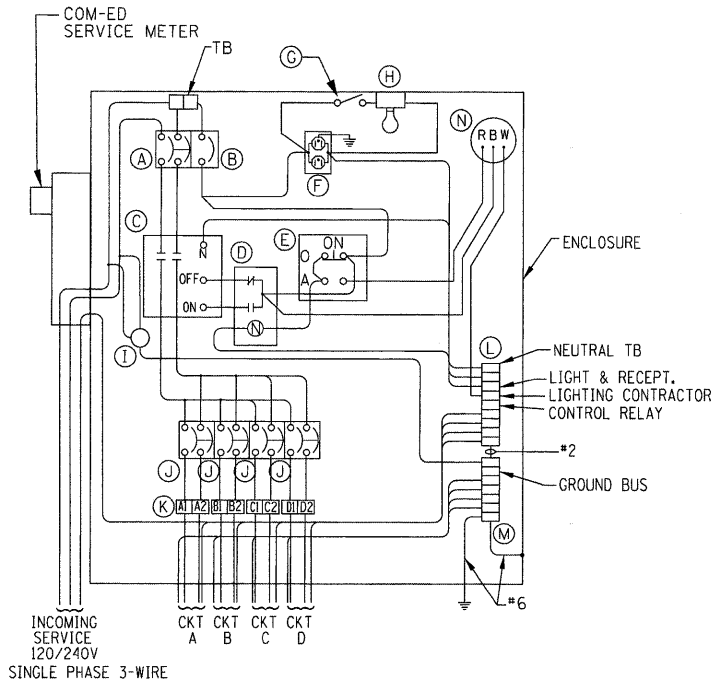 COM-ED
SERVICE METER
TB
G
H
N
R B W
A
B
F
C
D
E
ON
O
A
N
OFF
ON
N
ENCLOSURE
I
L
NEUTRAL TB
LIGHT & RECEPT.
LIGHTING CONTRACTOR
CONTROL RELAY
#2
GROUND BUS
J
J
J
J
K
A1 A2 B1 B2 C1 C2 D1 D2
M
#6
INCOMING
SERVICE
120/240V
SINGLE PHASE 3-WIRE
CKT
A
CKT
B
CKT
C
CKT
D